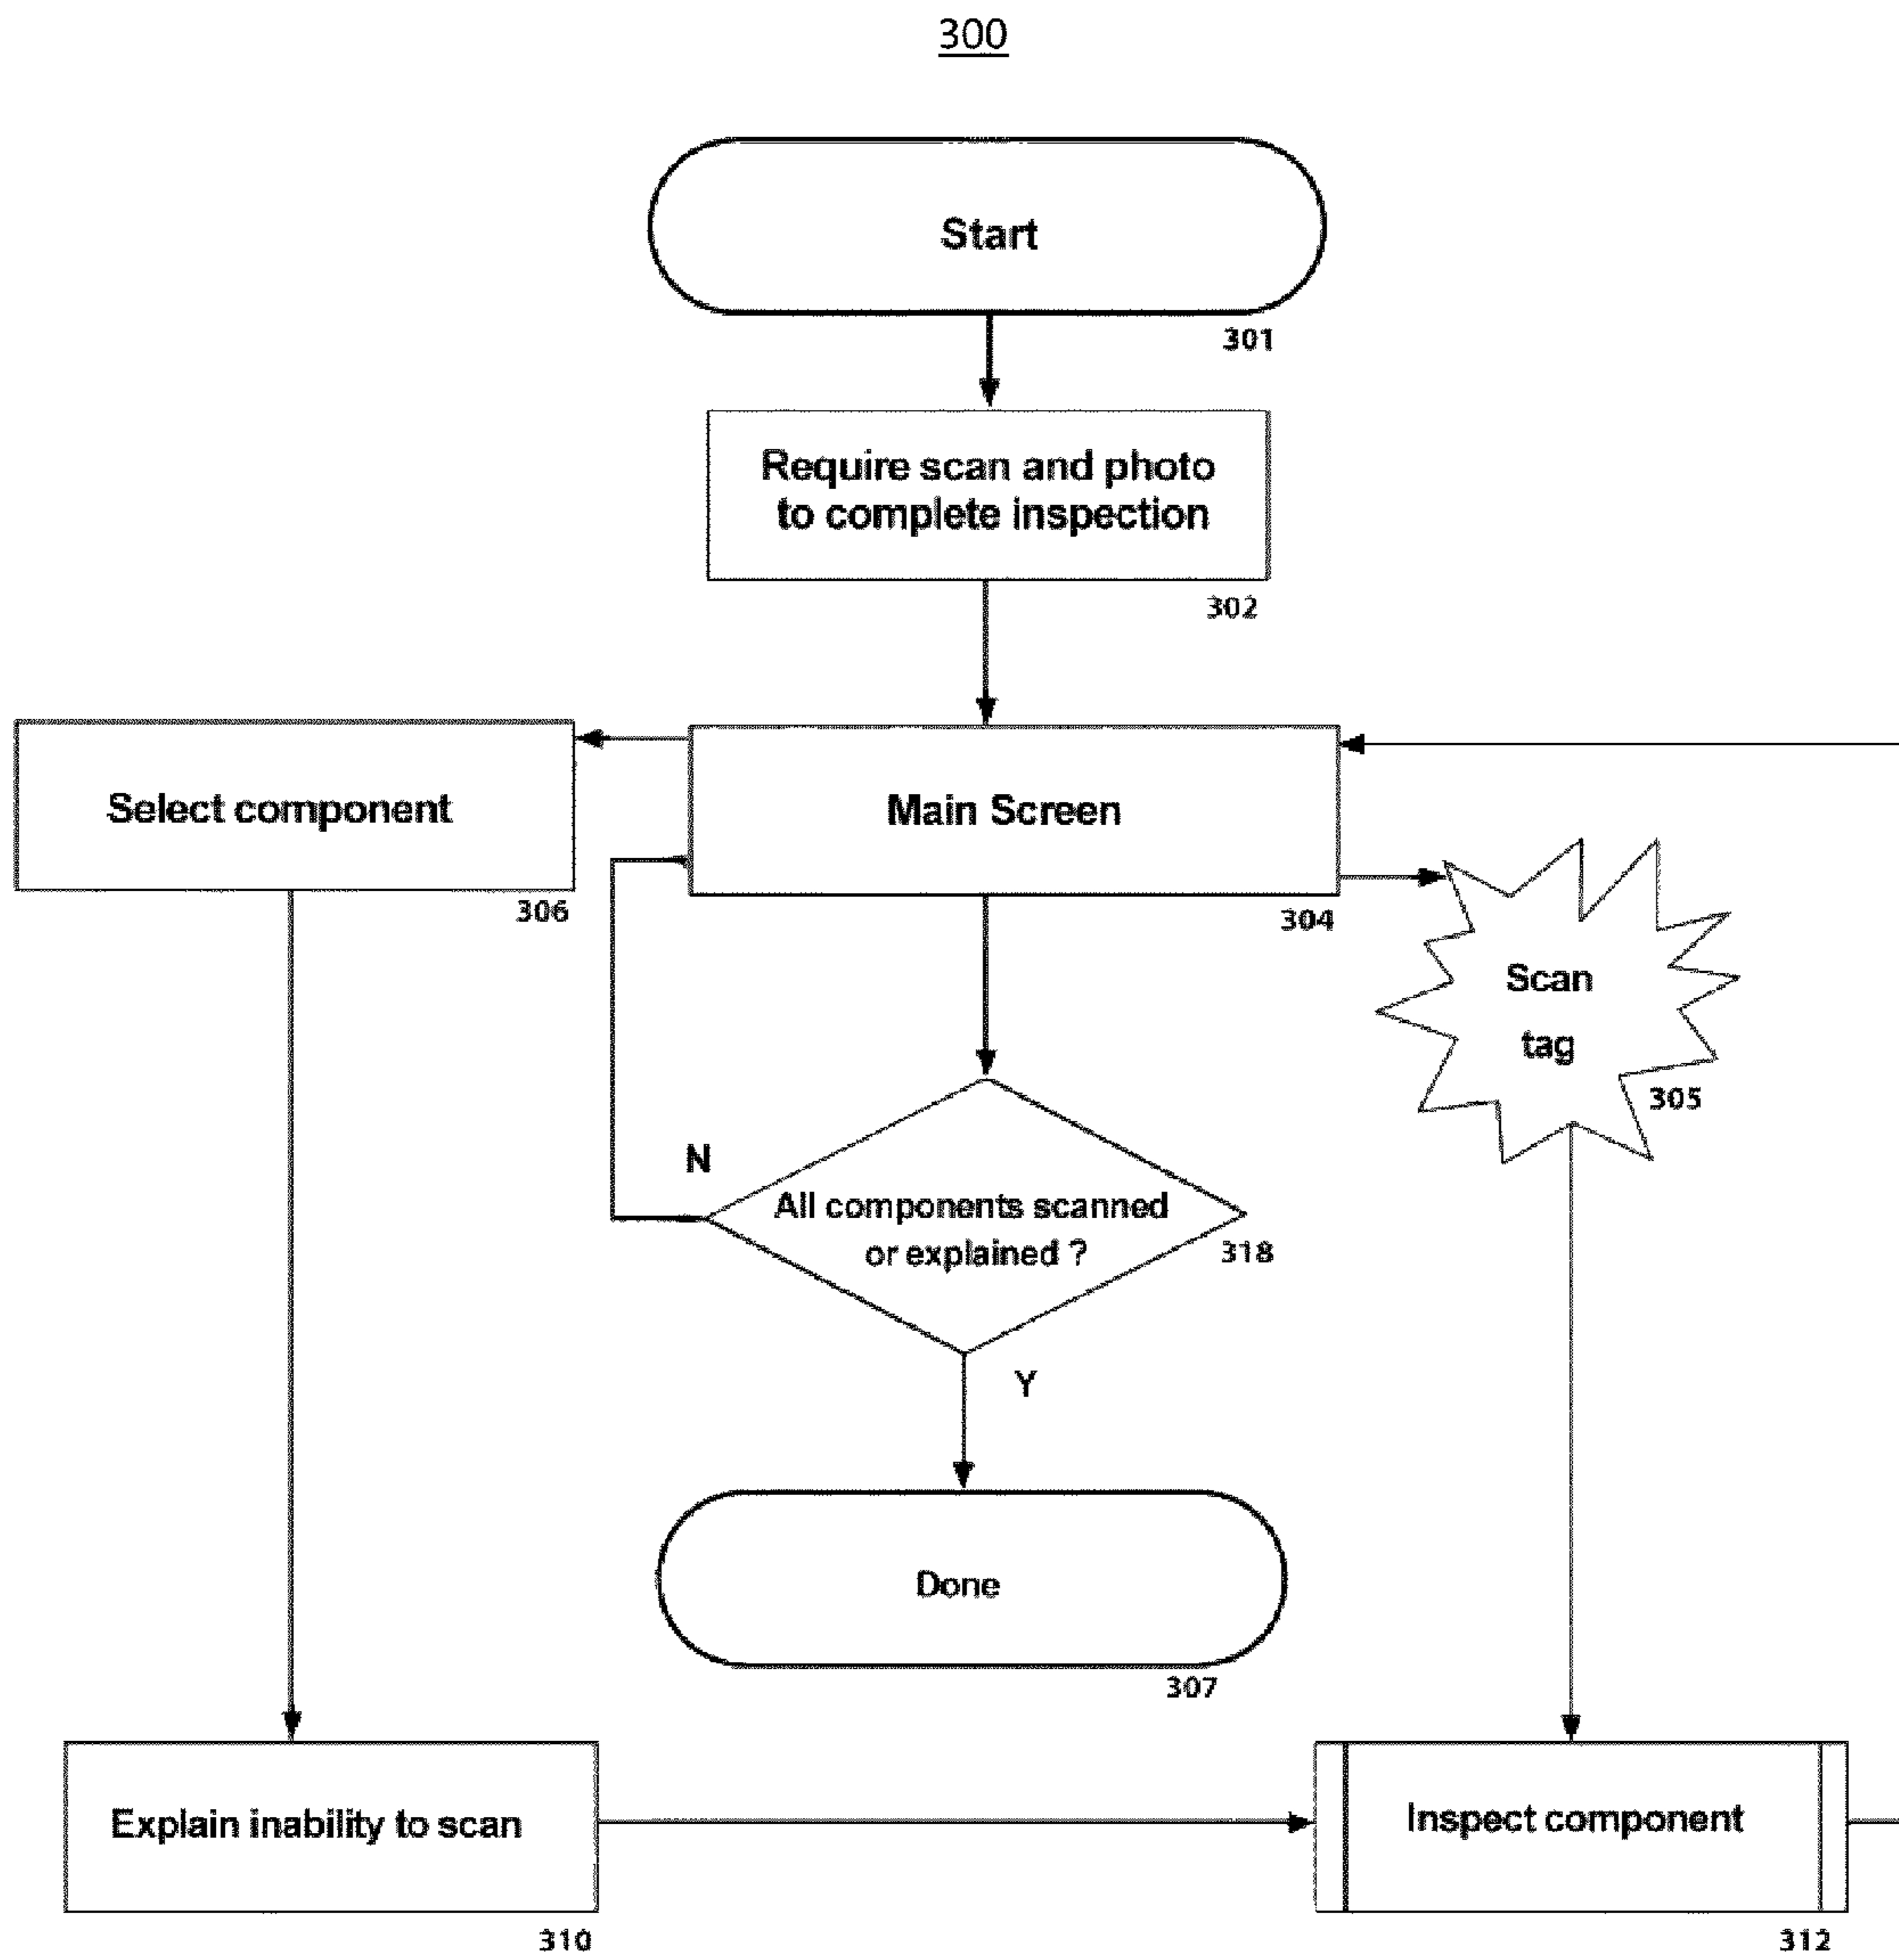 300
Start
301
Require scan and photo
to complete inspection
302
Select component
306
Main Screen
304
Scan
tag
305
N
All components scanned
or explained ?
318
Y
Done
307
Explain inability to scan
310
Inspect component
312